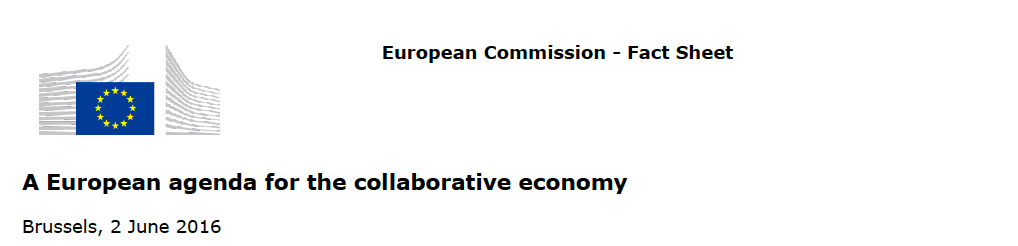 European Commission - Fact Sheet
A European agenda for the collaborative economy
Brussels, 2 June 2016